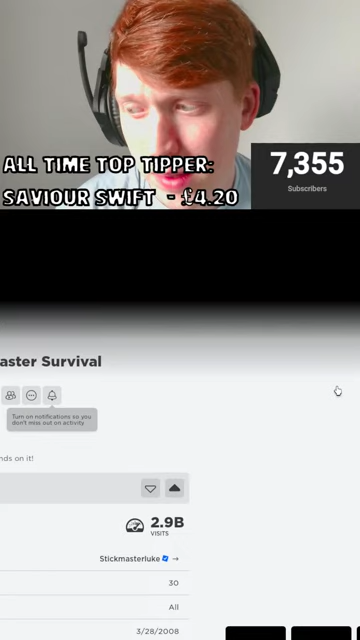 ALL TIME TOP TIPPER:
SAVIOUR SWIFT - £4.20
7,355
Subscribers
aster Survival
Turn on notifications so you
don't miss out on activity
nds on it!
2.9B
VISITS
Stickmasterluke →
30
All
3/28/2008